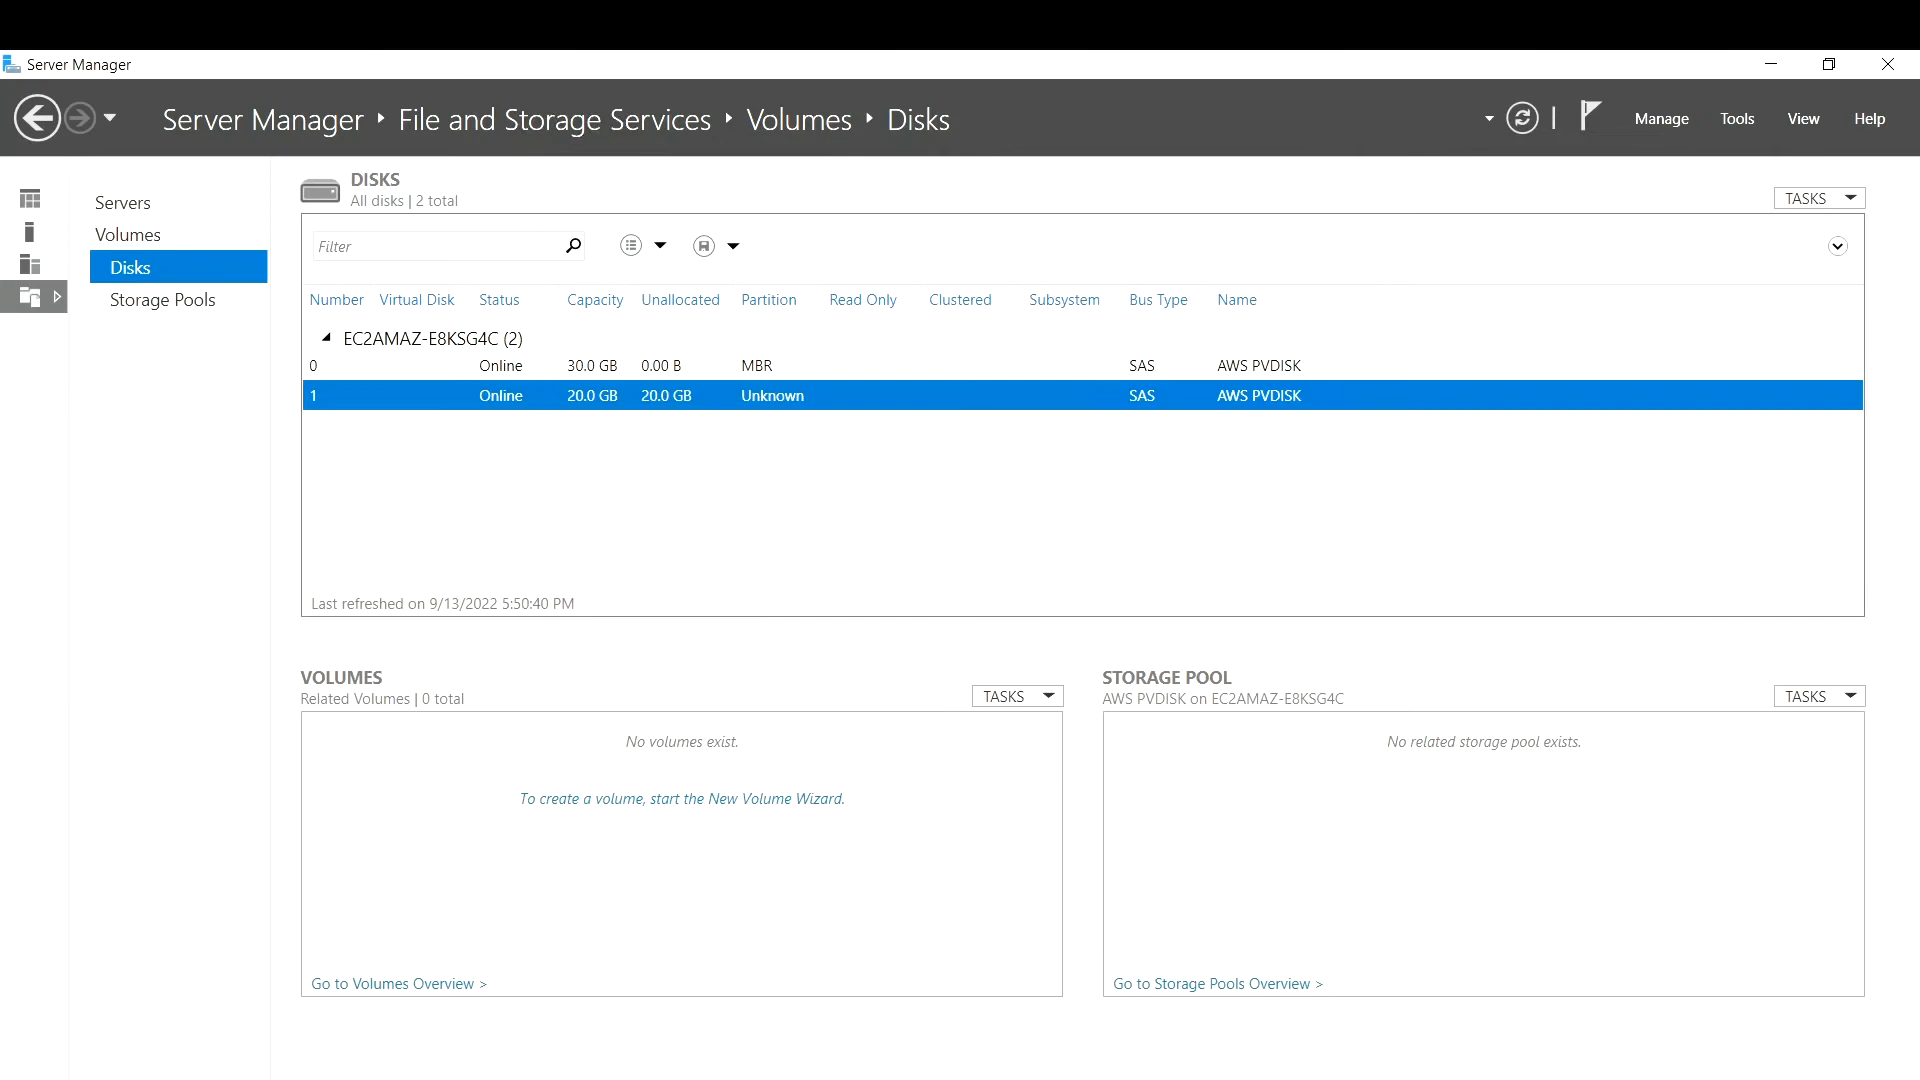 Server Manager
Server Manager ‣ File and Storage Services ‣ Volumes ‣ Disks
Manage Tools View Help
Servers
Volumes
Disks
Storage Pools
DISKS
All disks | 2 total
TASKS
Filter
Number Virtual Disk Status Capacity Unallocated Partition Read Only Clustered Subsystem Bus Type Name
EC2AMAZ-E8KSG4C (2)
0 Online 30.0 GB 0.00 B MBR SAS AWS PVDISK
1 Online 20.0 GB 20.0 GB Unknown SAS AWS PVDISK
Last refreshed on 9/13/2022 5:50:40 PM
VOLUMES
Related Volumes | 0 total
TASKS
No volumes exist.
To create a volume, start the New Volume Wizard.
Go to Volumes Overview >
STORAGE POOL
AWS PVDISK on EC2AMAZ-E8KSG4C
TASKS
No related storage pool exists.
Go to Storage Pools Overview >